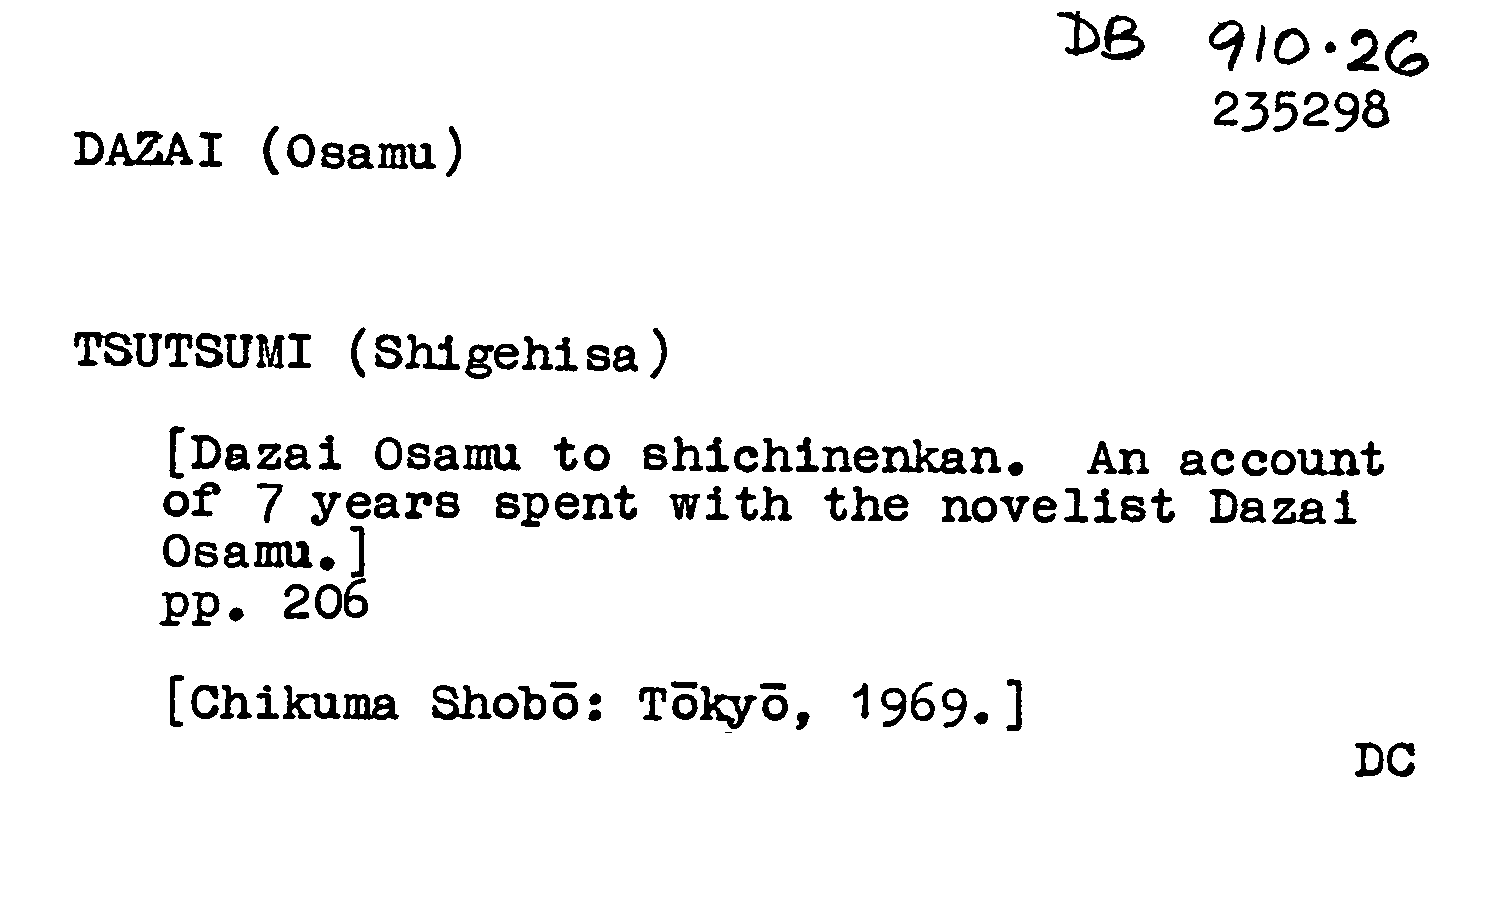 DB 910.26
235298
DAZAI (Osamu)
TSUTSUMI (Shigehisa)
[Dazai Osamu to shichinenkan. An account
of 7 years spent with the novelist Dazai
Osamu.]
pp. 206
[Chikuma Shobō: Tōkyō, 1969.]
DC